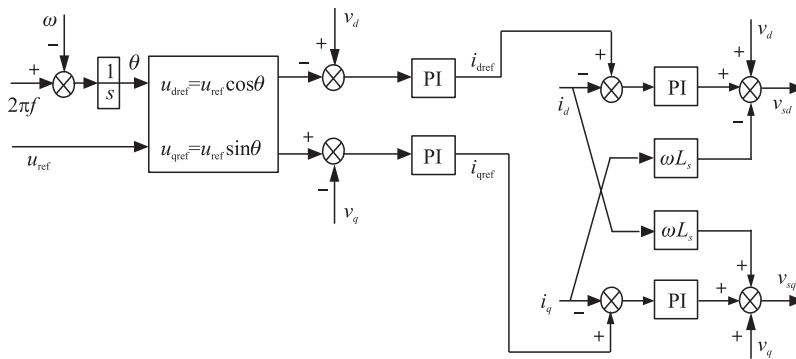 ω
−
+
2πf
1
s
θ
u_ref
u_dref=u_ref cosθ
u_qref=u_ref sinθ
v_d
+
−
PI
i_dref
+
−
v_q
PI
i_qref
+
−
i_d
PI
+
v_d
+
−
v_sd
ωL_s
ωL_s
i_q
−
+
PI
+
+
+
v_q
v_sq